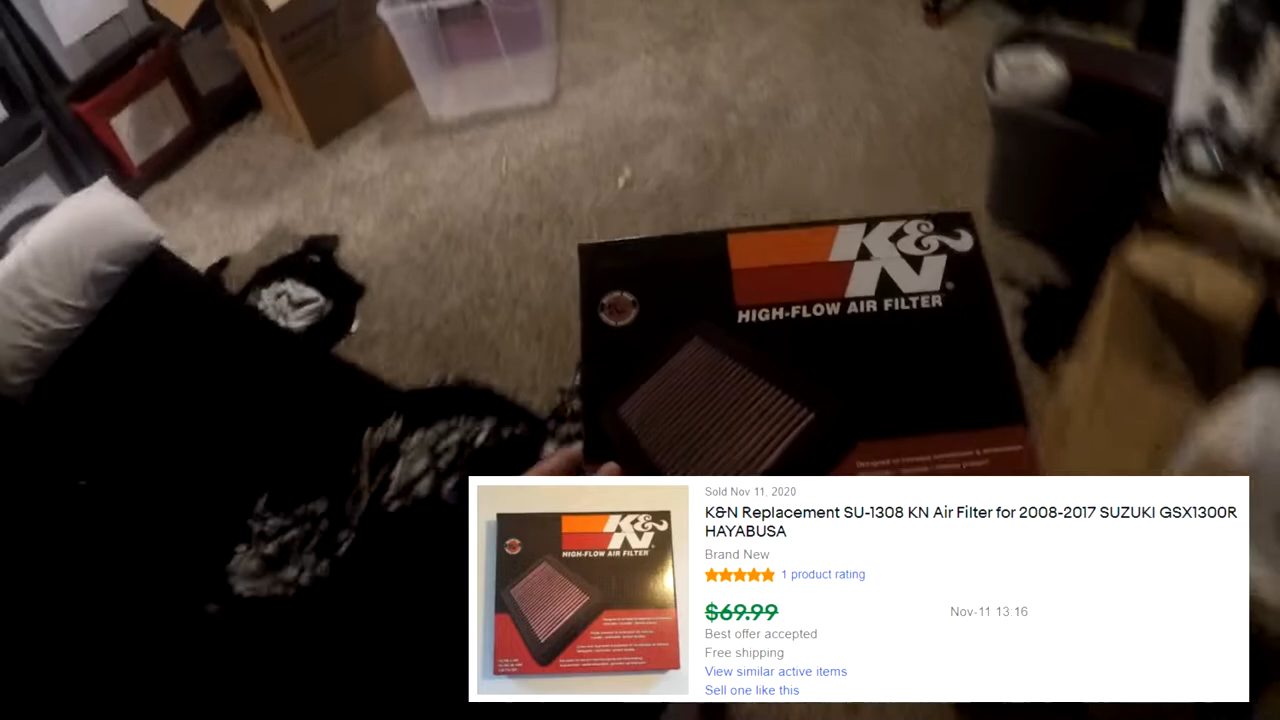 K&N
HIGH-FLOW AIR FILTER
Sold Nov 11, 2020
K&N Replacement SU-1308 KN Air Filter for 2008-2017 SUZUKI GSX1300R
HAYABUSA
Brand New
1 product rating
$69.99
Nov-11 13:16
Best offer accepted
Free shipping
View similar active items
Sell one like this
K&N
HIGH-FLOW AIR FILTER